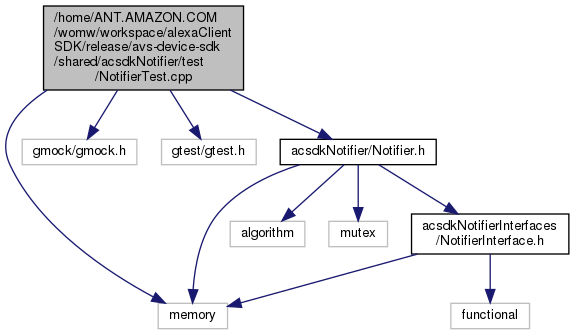 /home/ANT.AMAZON.COM
/womw/workspace/alexaClient
SDK/release/avs-device-sdk
/shared/acsdkNotifier/test
/NotifierTest.cpp
gmock/gmock.h
gtest/gtest.h
acsdkNotifier/Notifier.h
algorithm
mutex
acsdkNotifierInterfaces
/NotifierInterface.h
memory
functional